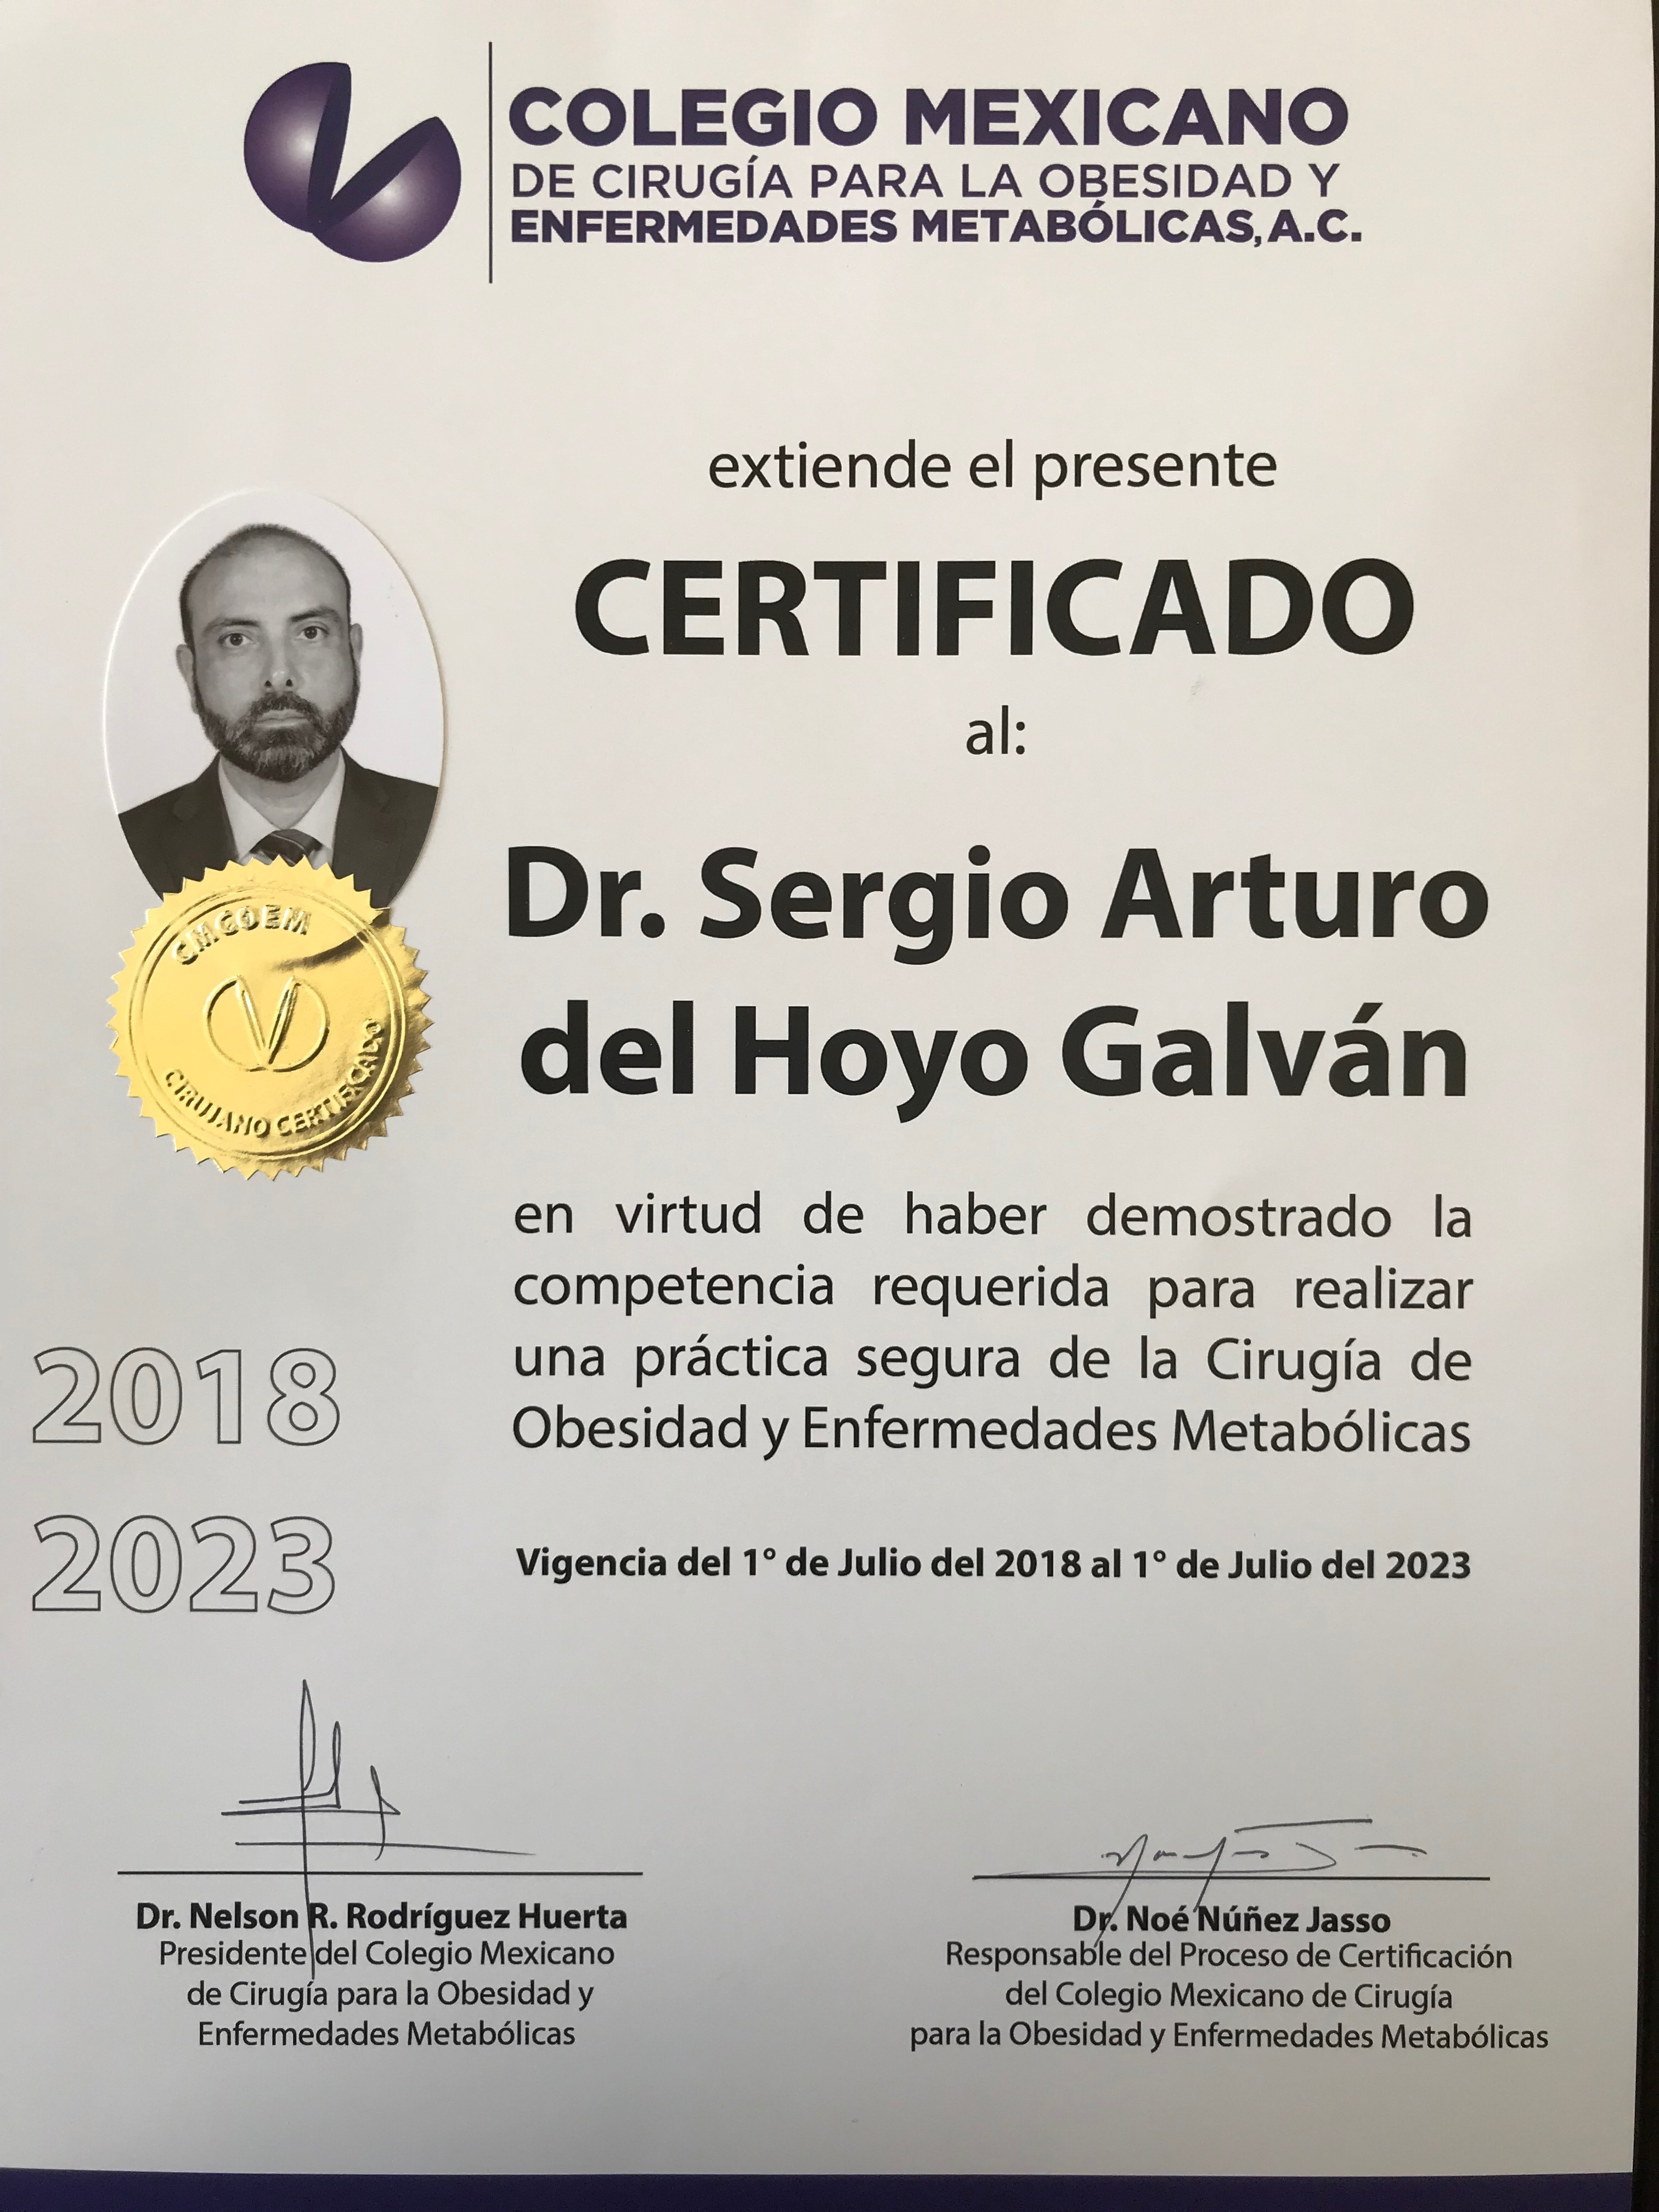 COLEGIO MEXICANO
DE CIRUGÍA PARA LA OBESIDAD Y
ENFERMEDADES METABÓLICAS, A.C.
extiende el presente
CERTIFICADO
al:
Dr. Sergio Arturo
del Hoyo Galván
CMCOEM
CIRUJANO CERTIFICADO
en virtud de haber demostrado la
competencia requerida para realizar
una práctica segura de la Cirugía de
Obesidad y Enfermedades Metabólicas
2018
2023
Vigencia del 1° de Julio del 2018 al 1° de Julio del 2023
Dr. Nelson R. Rodríguez Huerta
Presidente del Colegio Mexicano
de Cirugía para la Obesidad y
Enfermedades Metabólicas
Dr. Noé Núñez Jasso
Responsable del Proceso de Certificación
del Colegio Mexicano de Cirugía
para la Obesidad y Enfermedades Metabólicas